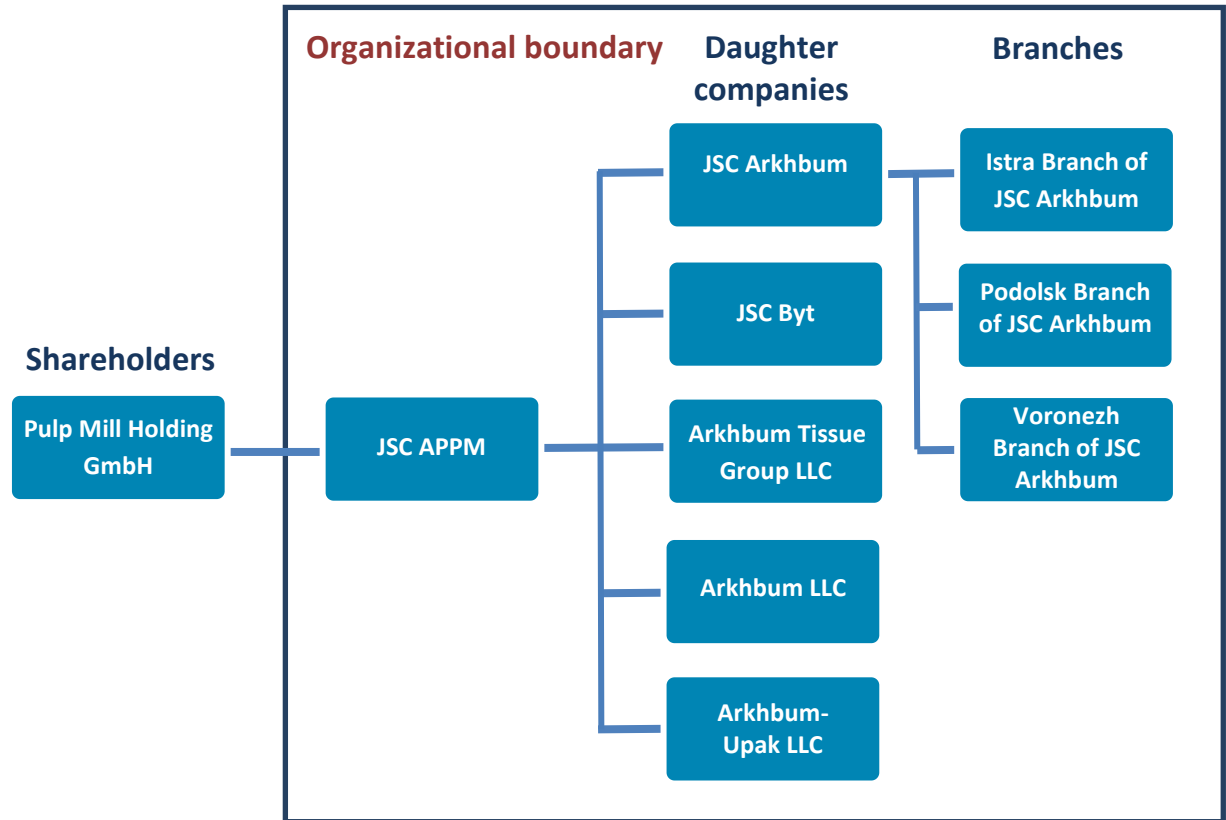 Organizational boundary
Daughter
companies
Branches
Shareholders
Pulp Mill Holding
GmbH
JSC APPM
JSC Arkhbum
JSC Byt
Arkhbum Tissue
Group LLC
Arkhbum LLC
Arkhbum-
Upak LLC
Istra Branch of
JSC Arkhbum
Podolsk Branch
of JSC Arkhbum
Voronezh
Branch of JSC
Arkhbum